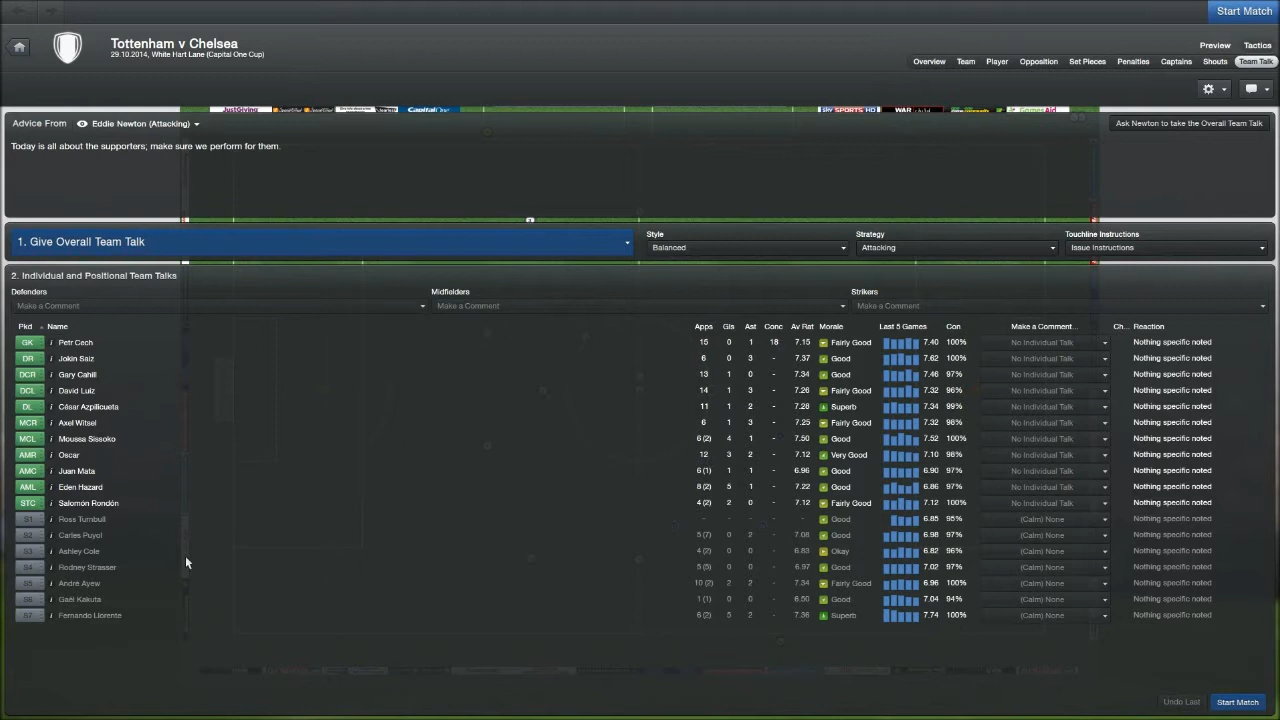 Start Match
Tottenham v Chelsea
29.10.2014, White Hart Lane (Capital One Cup)
Preview Tactics
Overview Team Player Opposition Set Pieces Penalties Captains Shouts Team Talk
JustGiving CapitalOne SKY SPORTS HD WAR GamesAid
Advice From Eddie Newton (Attacking) Ask Newton to take the Overall Team Talk
Today is all about the supporters; make sure we perform for them.
1. Give Overall Team Talk
Style Strategy Touchline Instructions
Balanced Attacking Issue Instructions
2. Individual and Positional Team Talks
Defenders Midfielders Strikers
Make a Comment Make a Comment Make a Comment
Pkd Name Apps Gls Ast Conc Av Rat Morale Last 5 Games Con Make a Comment... Ch... Reaction
GK i Petr Cech 15 0 1 18 7.15 Fairly Good 7.40 100% No Individual Talk Nothing specific noted
DR i Jokin Saiz 6 0 3 - 7.37 Good 7.62 100% No Individual Talk Nothing specific noted
DCR i Gary Cahill 13 1 0 - 7.34 Good 7.46 97% No Individual Talk Nothing specific noted
DCL i David Luiz 14 1 3 - 7.26 Fairly Good 7.32 96% No Individual Talk Nothing specific noted
DL i César Azpilicueta 11 1 2 - 7.28 Superb 7.34 99% No Individual Talk Nothing specific noted
MCR i Axel Witsel 6 1 3 - 7.25 Fairly Good 7.32 98% No Individual Talk Nothing specific noted
MCL i Moussa Sissoko 6 (2) 4 1 - 7.50 Good 7.52 100% No Individual Talk Nothing specific noted
AMR i Oscar 12 3 2 - 7.12 Very Good 7.10 98% No Individual Talk Nothing specific noted
AMC i Juan Mata 6 (1) 1 1 - 6.96 Good 6.90 97% No Individual Talk Nothing specific noted
AML i Eden Hazard 8 (2) 5 1 - 7.22 Good 6.86 97% No Individual Talk Nothing specific noted
STC i Salomón Rondón 4 (2) 2 0 - 7.12 Fairly Good 7.12 100% No Individual Talk Nothing specific noted
S1 i Ross Turnbull - - - - - Good 6.85 95% (Calm) None Nothing specific noted
S2 i Carles Puyol 5 (7) 0 2 - 7.08 Good 6.98 97% (Calm) None Nothing specific noted
S3 i Ashley Cole 4 (2) 0 0 - 6.83 Okay 6.82 96% (Calm) None Nothing specific noted
S4 i Rodney Strasser 5 (5) 0 0 - 6.97 Good 7.02 97% (Calm) None Nothing specific noted
S5 i André Ayew 10 (2) 2 2 - 7.34 Fairly Good 6.96 100% (Calm) None Nothing specific noted
S6 i Gaël Kakuta 1 (1) 0 0 - 6.50 Good 7.04 94% (Calm) None Nothing specific noted
S7 i Fernando Llorente 6 (2) 5 2 - 7.36 Superb 7.74 100% (Calm) None Nothing specific noted
Undo Last Start Match